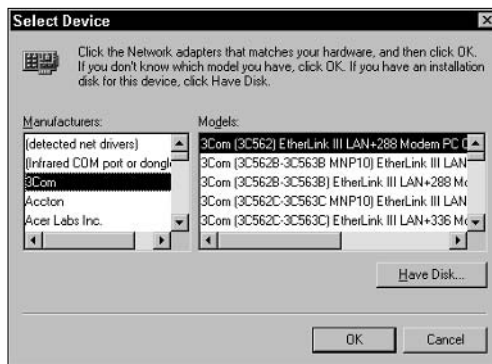 Select Device
Click the Network adapters that matches your hardware, and then click OK.
If you don't know which model you have, click OK. If you have an installation
disk for this device, click Have Disk.
Manufacturers:
(detected net drivers)
(Infrared COM port or dongl
3Com
Accton
Acer Labs Inc.
Models:
3Com (3C562) EtherLink III LAN+288 Modem PC C
3Com (3C562B-3C563B MNP10) EtherLink III LAN
3Com (3C562B-3C563B) EtherLink III LAN+288 Mo
3Com (3C562C-3C563C MNP10) EtherLink III LAN
3Com (3C562C-3C563C) EtherLink III LAN+336 Mo
Have Disk...
OK
Cancel